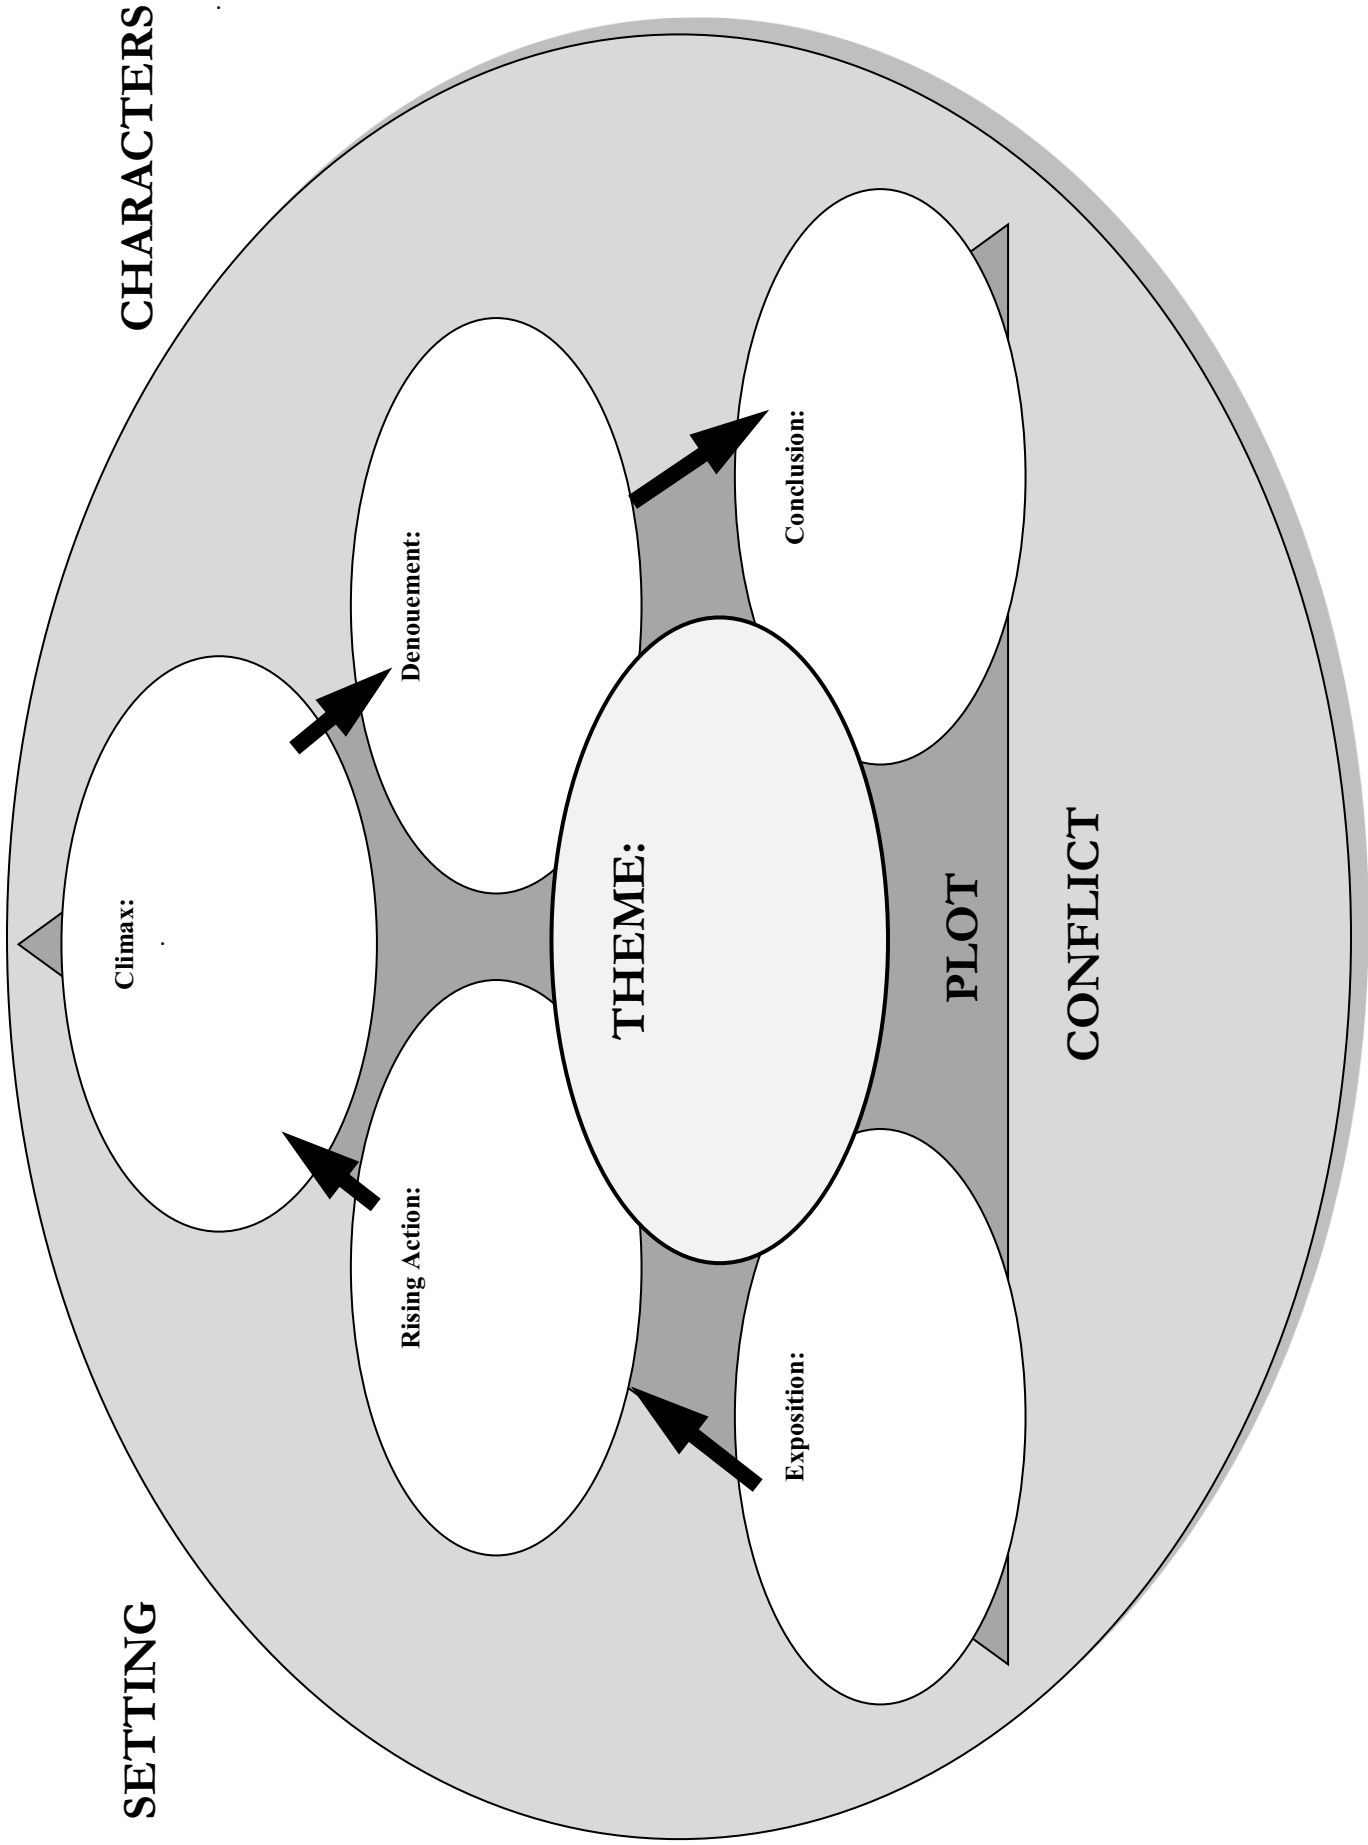 SETTING
CHARACTERS
Climax:
Rising Action:
Denouement:
THEME:
Exposition:
Conclusion:
PLOT
CONFLICT